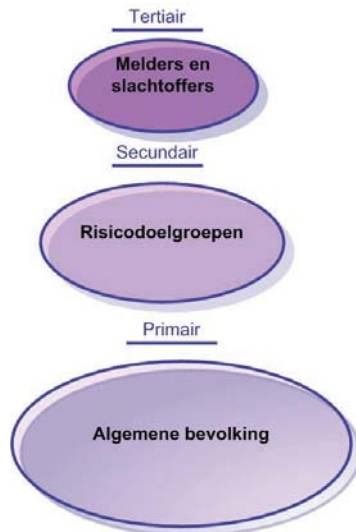 Tertiair
Melders en
slachtoffers
Secundair
Risicodoelgroepen
Primair
Algemene bevolking